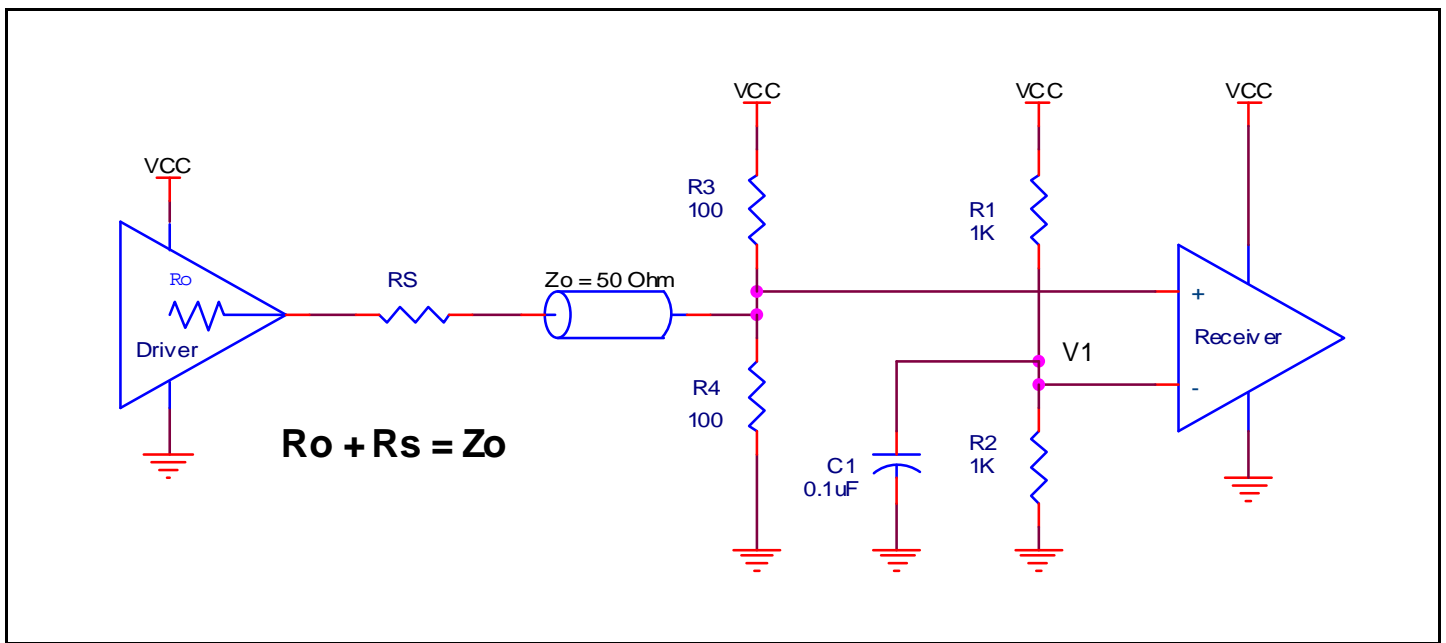 VCC
VCC
VCC
VCC
R3
100
R1
1K
Ro
RS
Zo = 50 Ohm
+
Driver
Receiver
V1
R4
100
-
Ro + Rs = Zo
R2
1K
C1
0.1uF